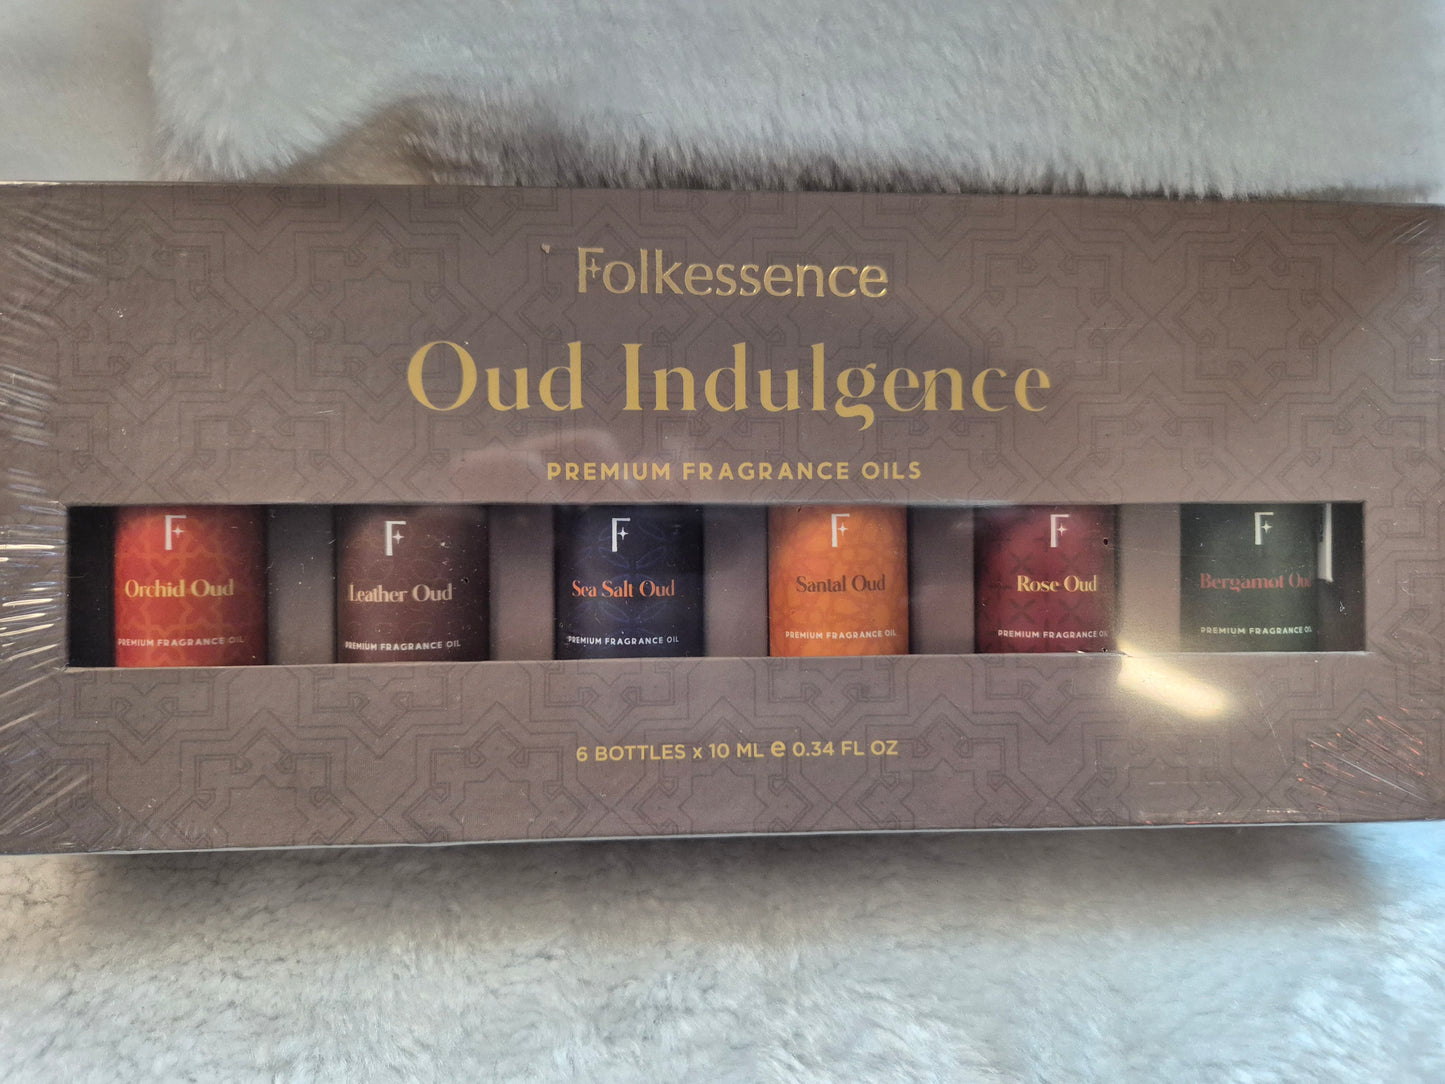 Folkessence
Oud Indulgence
PREMIUM FRAGRANCE OILS
F
Orchid Oud
PREMIUM FRAGRANCE OIL
F
Leather Oud
PREMIUM FRAGRANCE OIL
F
Sea Salt Oud
PREMIUM FRAGRANCE OIL
F
Santal Oud
PREMIUM FRAGRANCE OIL
F
Rose Oud
PREMIUM FRAGRANCE OIL
F
Bergamot Oud
PREMIUM FRAGRANCE OIL
6 BOTTLES x 10 ML e 0.34 FL OZ